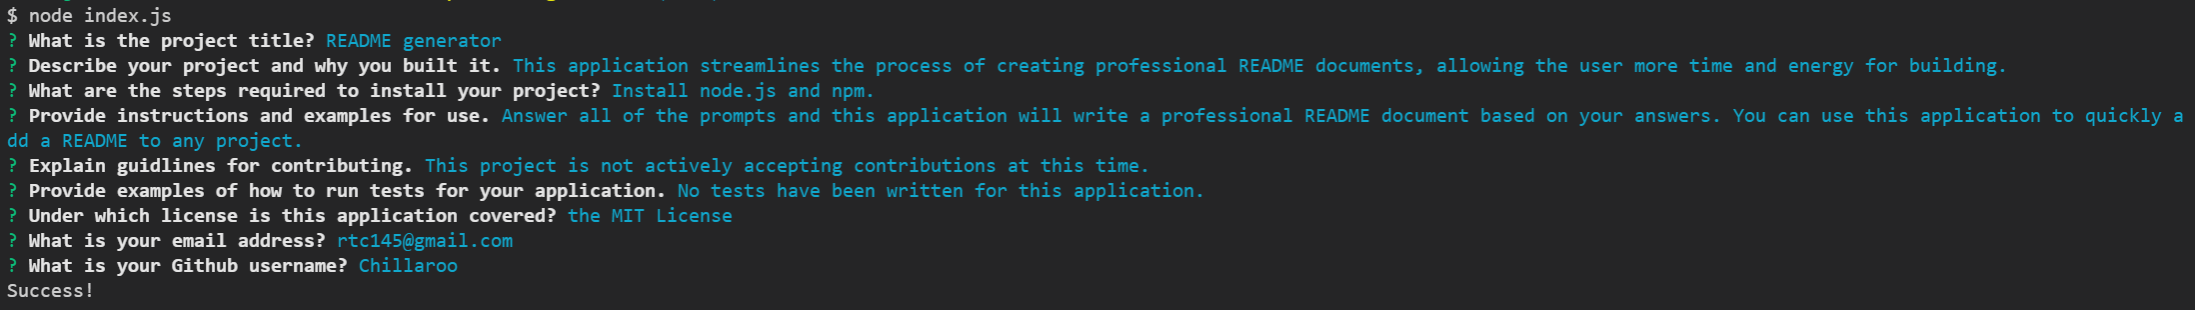 $ node index.js
? What is the project title? README generator
? Describe your project and why you built it. This application streamlines the process of creating professional README documents, allowing the user more time and energy for building.
? What are the steps required to install your project? Install node.js and npm.
? Provide instructions and examples for use. Answer all of the prompts and this application will write a professional README document based on your answers. You can use this application to quickly a
dd a README to any project.
? Explain guidlines for contributing. This project is not actively accepting contributions at this time.
? Provide examples of how to run tests for your application. No tests have been written for this application.
? Under which license is this application covered? the MIT License
? What is your email address? rtc145@gmail.com
? What is your Github username? Chillaroo
Success!